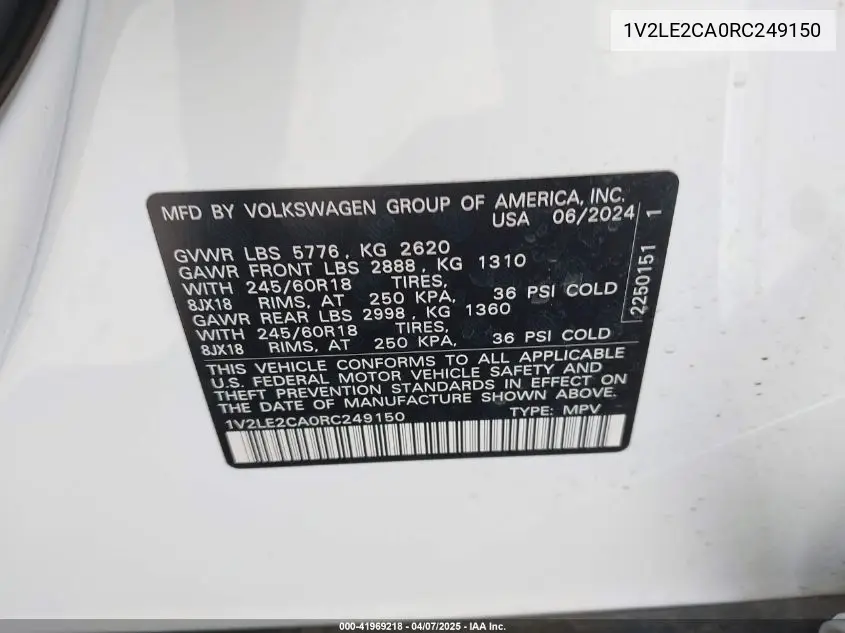 1V2LE2CA0RC249150
MFD BY VOLKSWAGEN GROUP OF AMERICA, INC.
USA 06/2024
GVWR LBS 5776, KG 2620
GAWR FRONT LBS 2888, KG 1310
WITH 245/60R18 TIRES,
8JX18 RIMS, AT 250 KPA, 36 PSI COLD
GAWR REAR LBS 2998, KG 1360
WITH 245/60R18 TIRES,
8JX18 RIMS, AT 250 KPA, 36 PSI COLD
2250151 1
THIS VEHICLE CONFORMS TO ALL APPLICABLE
U.S. FEDERAL MOTOR VEHICLE SAFETY AND
THEFT PREVENTION STANDARDS IN EFFECT ON
THE DATE OF MANUFACTURE SHOWN ABOVE.
1V2LE2CA0RC249150 TYPE: MPV
000-41969218 - 04/07/2025 - IAA Inc.